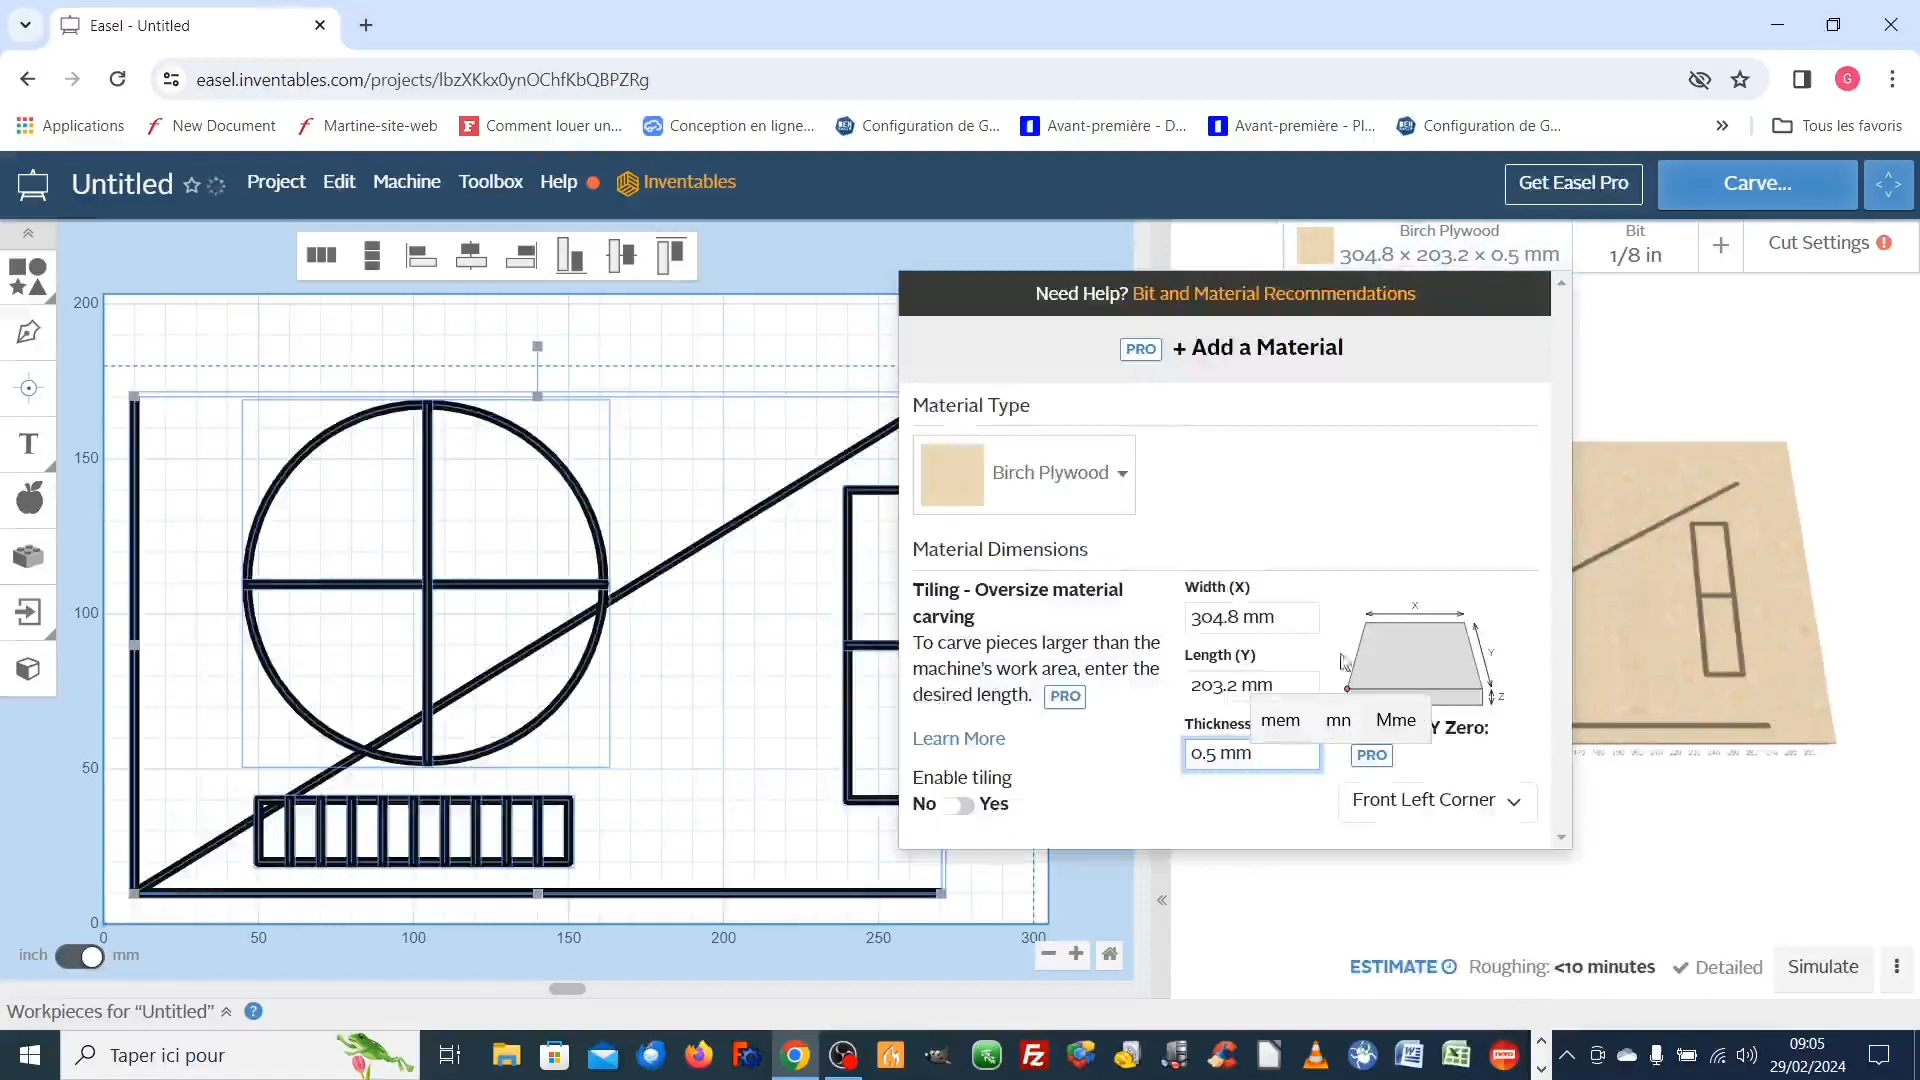 Easel - Untitled
easel.inventables.com/projects/lbzXKkx0ynOChfKbQBPZRg
G
Applications
New Document
Martine-site-web
Comment louer un...
Conception en ligne...
Configuration de G...
Avant-première - D...
Avant-première - Pl...
Configuration de G...
Tous les favoris
Untitled
Project
Edit
Machine
Toolbox
Help
Inventables
Get Easel Pro
Carve...
Birch Plywood
304.8 × 203.2 × 0.5 mm
Bit
1/8 in
Cut Settings
Need Help? Bit and Material Recommendations
PRO + Add a Material
Material Type
Birch Plywood
Material Dimensions
Tiling - Oversize material
carving
To carve pieces larger than the
machine's work area, enter the
desired length. PRO
Learn More
Enable tiling
No Yes
Width (X)
304.8 mm
Length (Y)
203.2 mm
Thickness
0.5 mm
mem mn Mme
X
Y
Z
Y Zero:
PRO
Front Left Corner
T
200
150
100
50
0
0
50
100
150
200
250
300
inch
mm
ESTIMATE
Roughing: <10 minutes
Detailed
Simulate
Workpieces for “Untitled”
Taper ici pour
09:05
29/02/2024